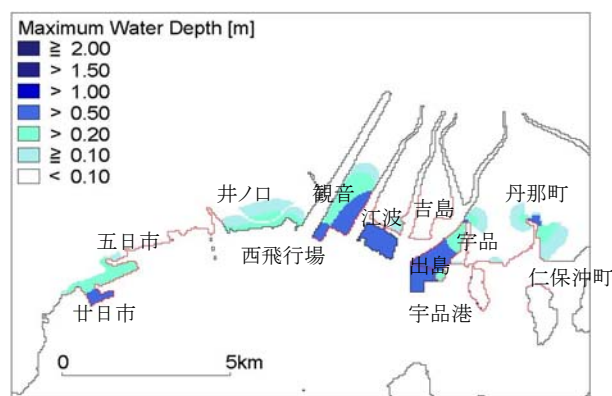 Maximum Water Depth [m]
≧ 2.00
> 1.50
> 1.00
> 0.50
> 0.20
≧ 0.10
< 0.10
井ノ口
観音
江波
吉島
丹那町
五日市
西飛行場
宇品
出島
仁保沖町
廿日市
宇品港
0
5km